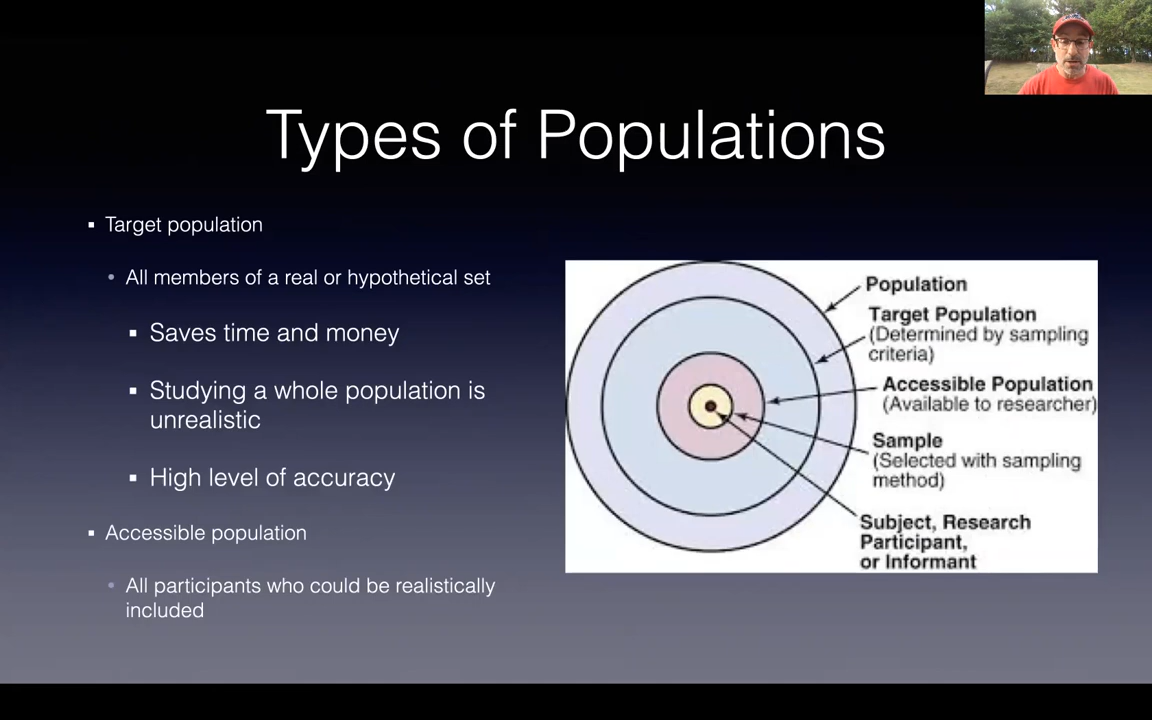 Types of Populations
▪ Target population
• All members of a real or hypothetical set
▪ Saves time and money
▪ Studying a whole population is
unrealistic
▪ High level of accuracy
▪ Accessible population
• All participants who could be realistically
included
Population
Target Population
(Determined by sampling
criteria)
Accessible Population
(Available to researcher)
Sample
(Selected with sampling
method)
Subject, Research
Participant,
or Informant